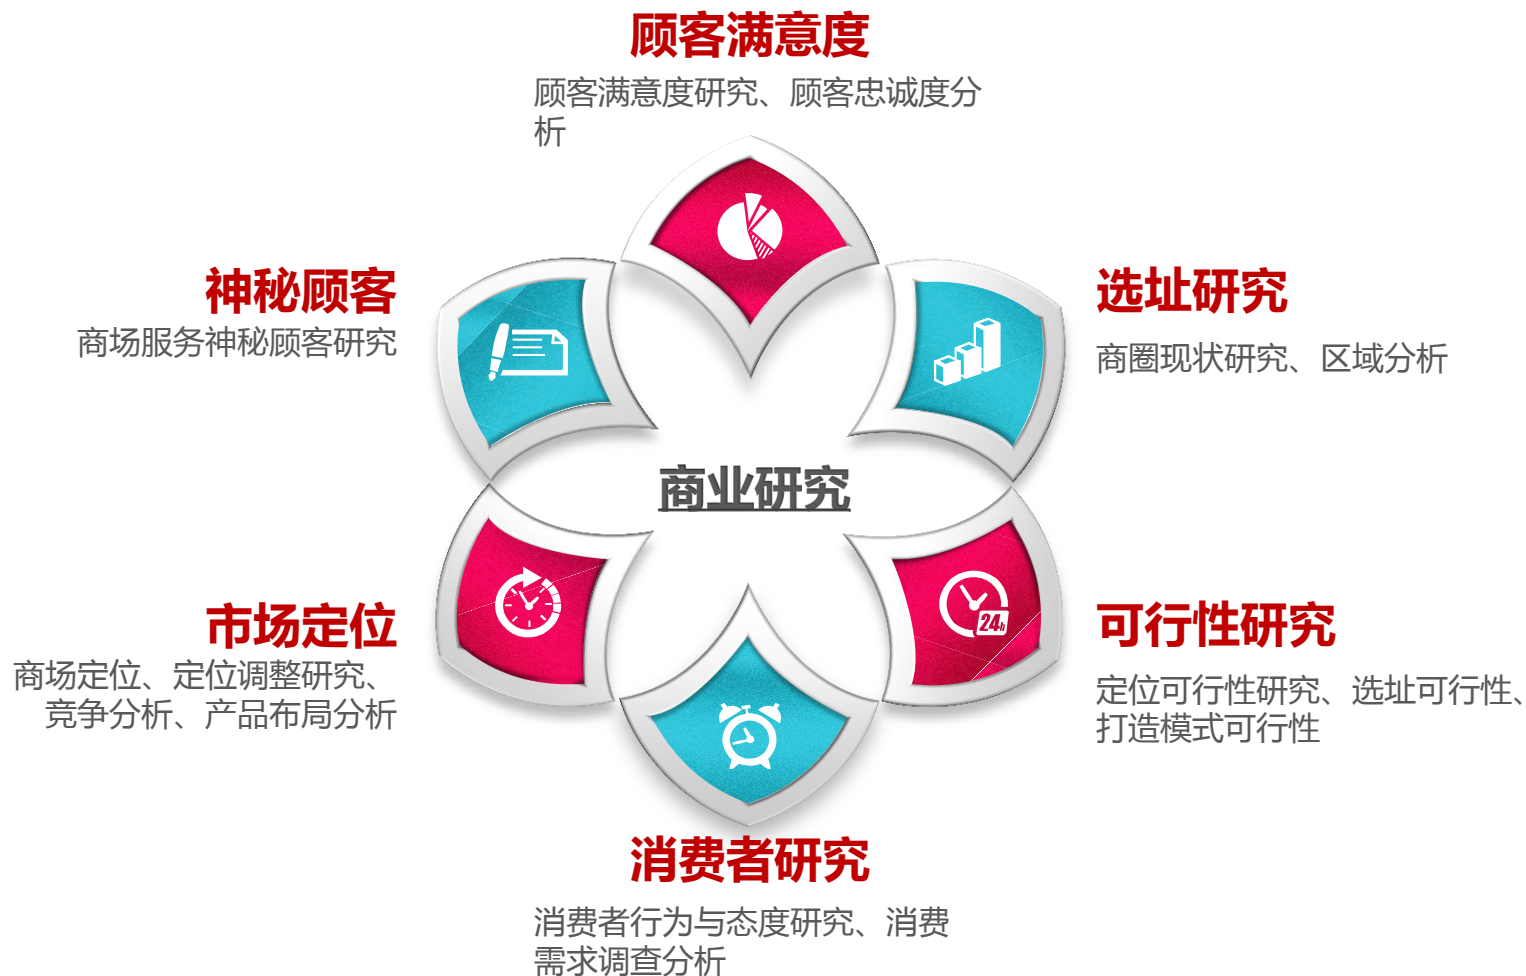 顾客满意度
顾客满意度研究、顾客忠诚度分
析
神秘顾客
商场服务神秘顾客研究
选址研究
商圈现状研究、区域分析
商业研究
市场定位
商场定位、定位调整研究、
竞争分析、产品布局分析
24h
可行性研究
定位可行性研究、选址可行性、
打造模式可行性
消费者研究
消费者行为与态度研究、消费
需求调查分析